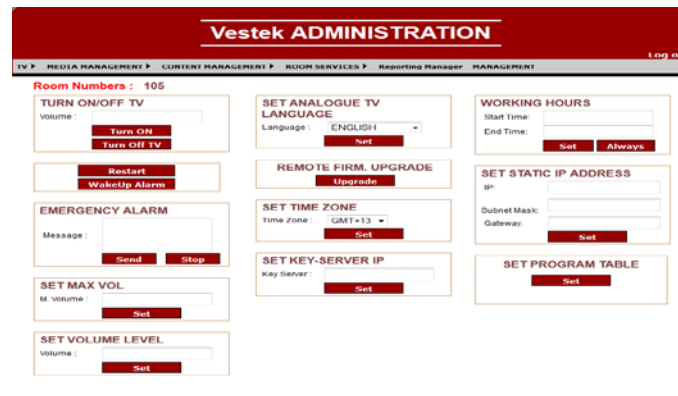 Vestek ADMINISTRATION
Log o
TV MEDIA MANAGEMENT CONTENT MANAGEMENT ROOM SERVICES Reporting Manager MANAGEMENT
Room Numbers : 105
TURN ON/OFF TV
Volume :
Turn ON
Turn Off TV
Restart
WakeUp Alarm
EMERGENCY ALARM
Message :
Send Stop
SET MAX VOL
M. Volume :
Set
SET VOLUME LEVEL
Volume :
Set
SET ANALOGUE TV
LANGUAGE
Language : ENGLISH
Set
REMOTE FIRM. UPGRADE
Upgrade
SET TIME ZONE
Time Zone : GMT+13
Set
SET KEY-SERVER IP
Key Server :
Set
WORKING HOURS
Start Time:
End Time:
Set Always
SET STATIC IP ADDRESS
IP:
Subnet Mask:
Gateway:
Set
SET PROGRAM TABLE
Set